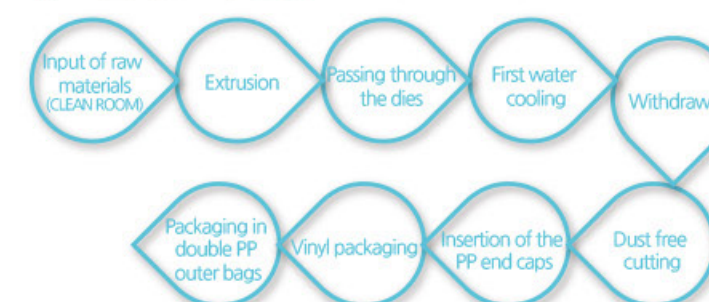 Input of raw
materials
(CLEAN ROOM)
Extrusion
Passing through
the dies
First water
cooling
Withdraw
Dust free
cutting
Insertion of the
PP end caps
Vinyl packaging
Packaging in
double PP
outer bags